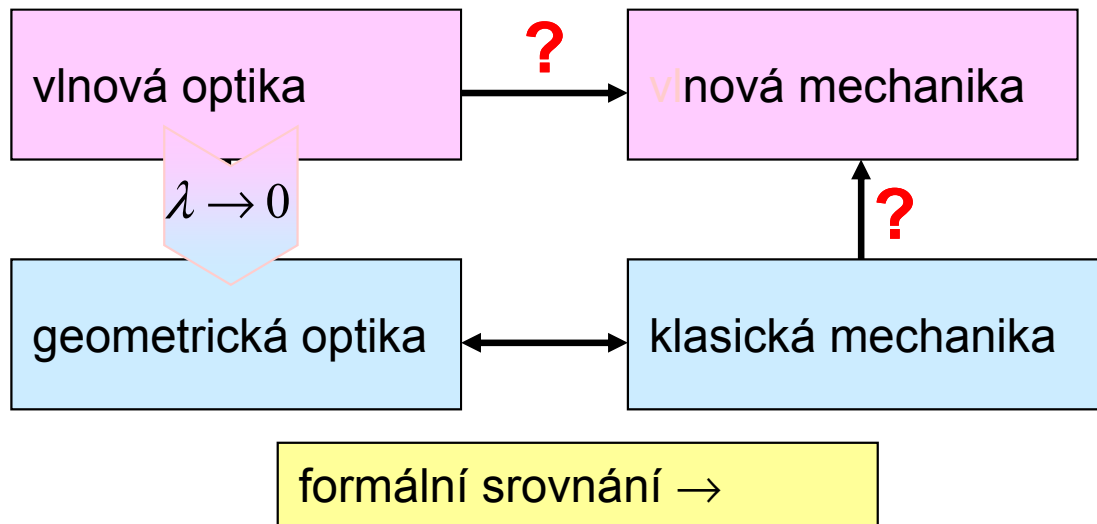 ?
vlnová optika
vlnová mechanika
λ → 0
?
geometrická optika
klasická mechanika
formální srovnání →